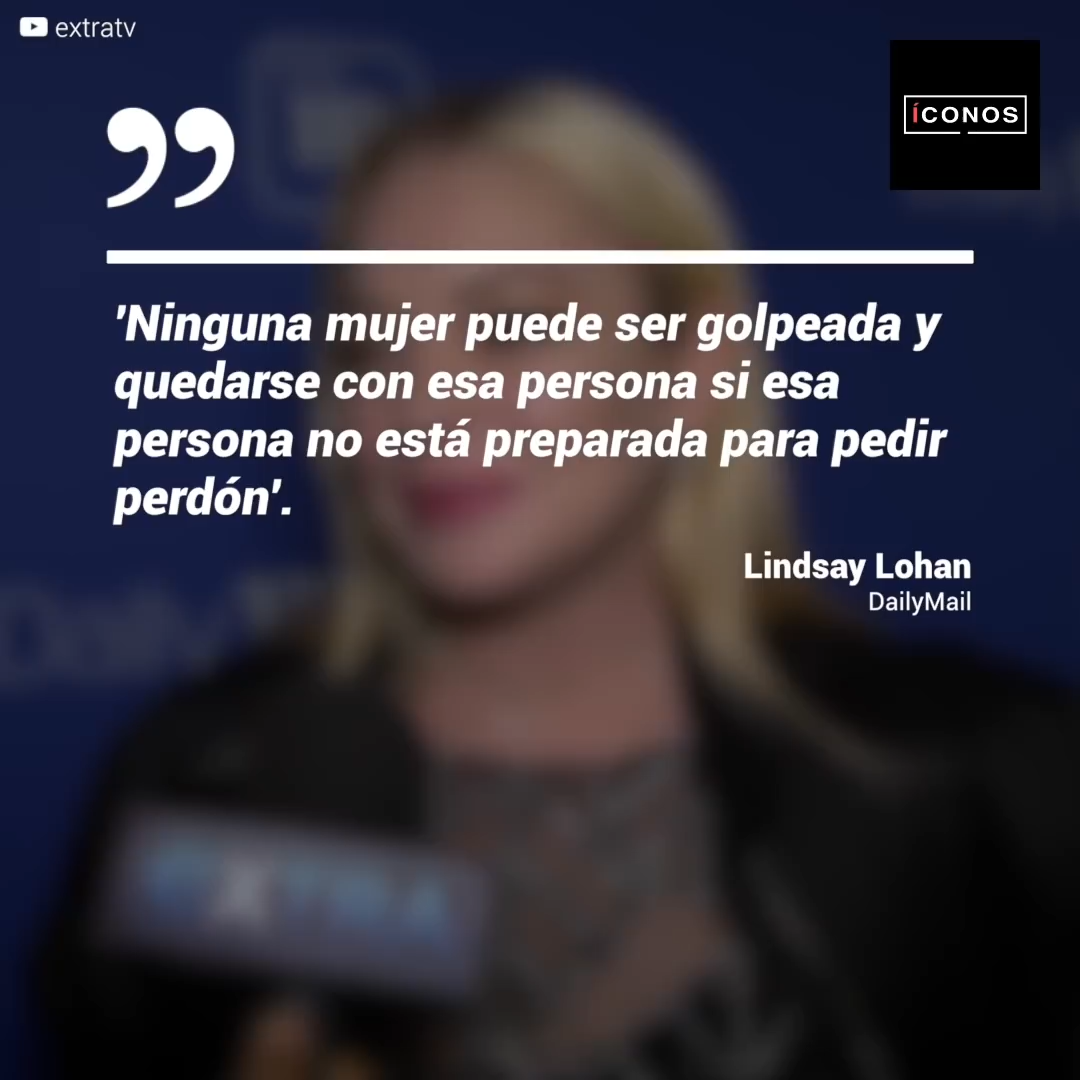 extratv
ÍCONOS
”
'Ninguna mujer puede ser golpeada y
quedarse con esa persona si esa
persona no está preparada para pedir
perdón'.
Lindsay Lohan
DailyMail
EXTRA